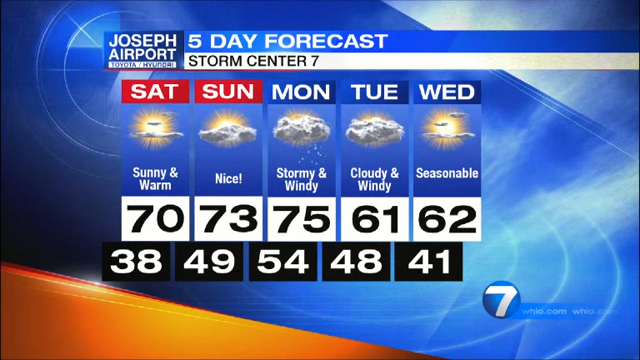 JOSEPH
AIRPORT
TOYOTA / HYUNDAI
5 DAY FORECAST
STORM CENTER 7
SAT SUN MON TUE WED
Sunny & Warm
Nice!
Stormy & Windy
Cloudy & Windy
Seasonable
70 73 75 61 62
38 49 54 48 41
7 whio.com whio.com